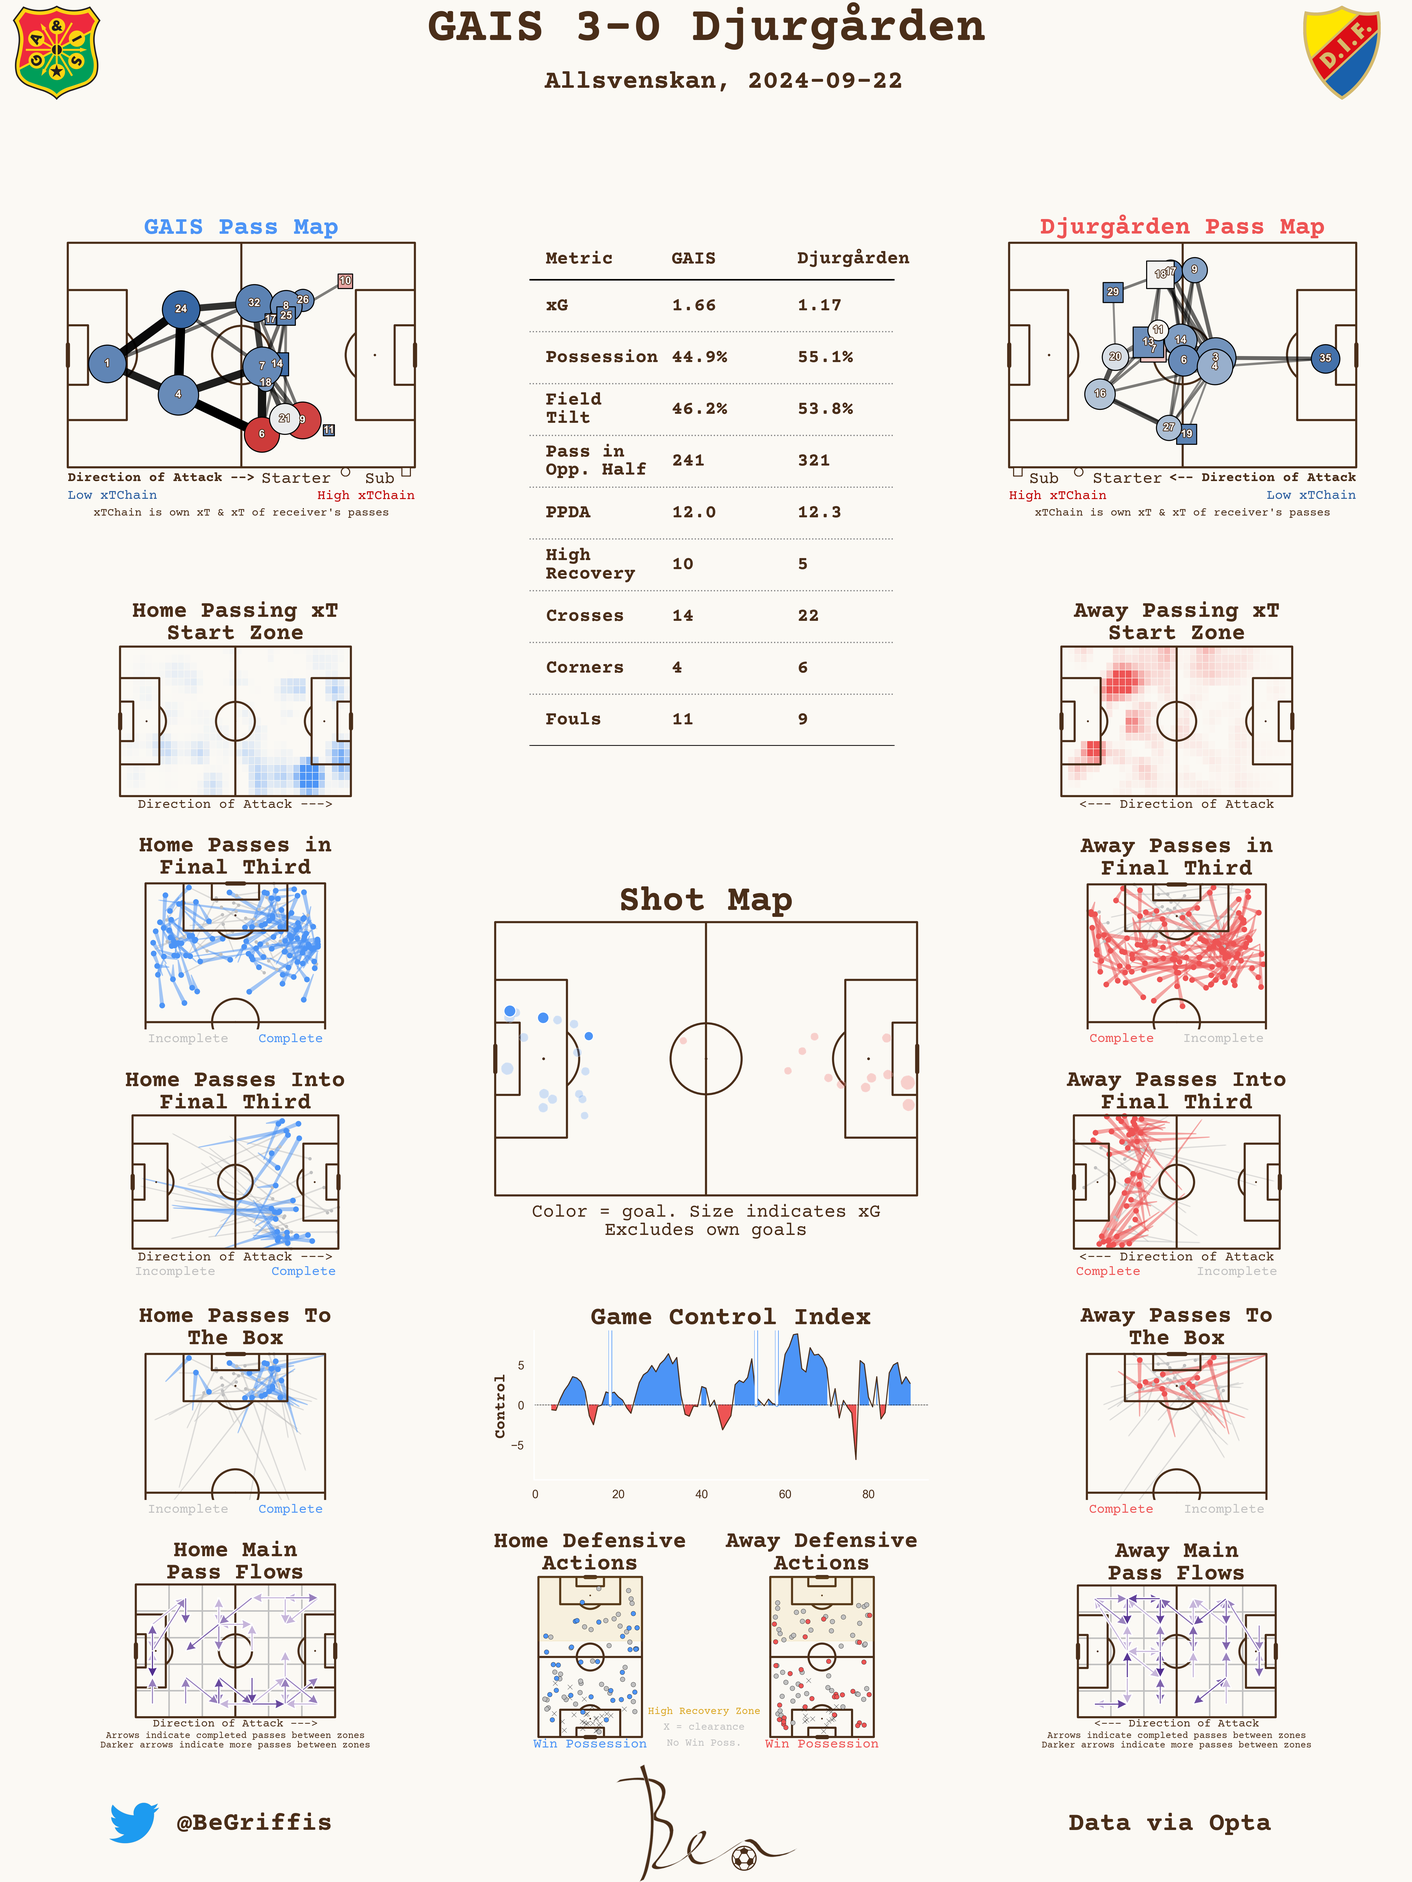 GAIS 3-0 Djurgården
Allsvenskan, 2024-09-22
G A & I S
D.I.F.
GAIS Pass Map
1 24 4 32 8 26 10 17 25 7 14 18 21 9 6 11
Direction of Attack --> Starter Sub
Low xTChain High xTChain
xTChain is own xT & xT of receiver's passes
Metric GAIS Djurgården
xG 1.66 1.17
Possession 44.9% 55.1%
Field
Tilt 46.2% 53.8%
Pass in
Opp. Half 241 321
PPDA 12.0 12.3
High
Recovery 10 5
Crosses 14 22
Corners 4 6
Fouls 11 9
Djurgården Pass Map
18 17 9 29 11 13 7 14 20 6 3 4 35 16 27 19
Sub Starter <-- Direction of Attack
High xTChain Low xTChain
xTChain is own xT & xT of receiver's passes
Home Passing xT
Start Zone
Direction of Attack --->
Away Passing xT
Start Zone
<--- Direction of Attack
Home Passes in
Final Third
Incomplete Complete
Away Passes in
Final Third
Complete Incomplete
Shot Map
Color = goal. Size indicates xG
Excludes own goals
Home Passes Into
Final Third
Direction of Attack --->
Incomplete Complete
Away Passes Into
Final Third
<--- Direction of Attack
Complete Incomplete
Home Passes To
The Box
Incomplete Complete
Game Control Index
Control
5
0
−5
0 20 40 60 80
Away Passes To
The Box
Complete Incomplete
Home Main
Pass Flows
Direction of Attack --->
Arrows indicate completed passes between zones
Darker arrows indicate more passes between zones
Home Defensive
Actions
Win Possession
High Recovery Zone
X = clearance
No Win Poss.
Away Defensive
Actions
Win Possession
Away Main
Pass Flows
<--- Direction of Attack
Arrows indicate completed passes between zones
Darker arrows indicate more passes between zones
@BeGriffis
Ben
Data via Opta